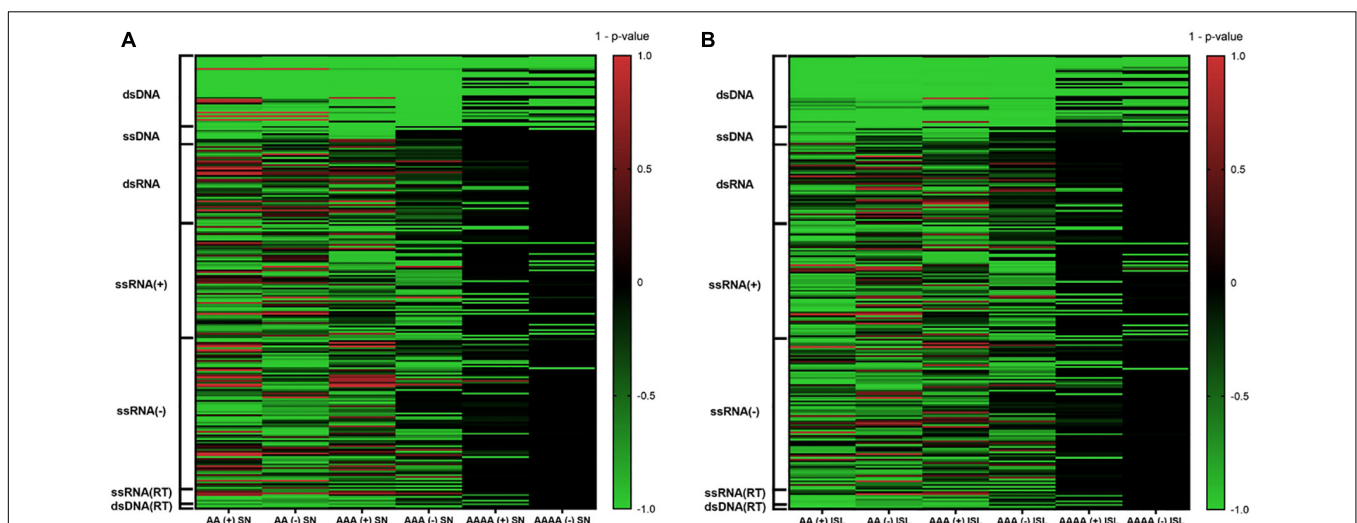 A
1 - p-value
1.0
0.5
0
-0.5
-1.0
dsDNA
ssDNA
dsRNA
ssRNA(+)
ssRNA(-)
ssRNA(RT)
dsDNA(RT)
AA (+) SN
AA (-) SN
AAA (+) SN
AAA (-) SN
AAAA (+) SN
AAAA (-) SN
B
1 - p-value
1.0
0.5
0
-0.5
-1.0
dsDNA
ssDNA
dsRNA
ssRNA(+)
ssRNA(-)
ssRNA(RT)
dsDNA(RT)
AA (+) ISL
AA (-) ISL
AAA (+) ISL
AAA (-) ISL
AAAA (+) ISL
AAAA (-) ISL